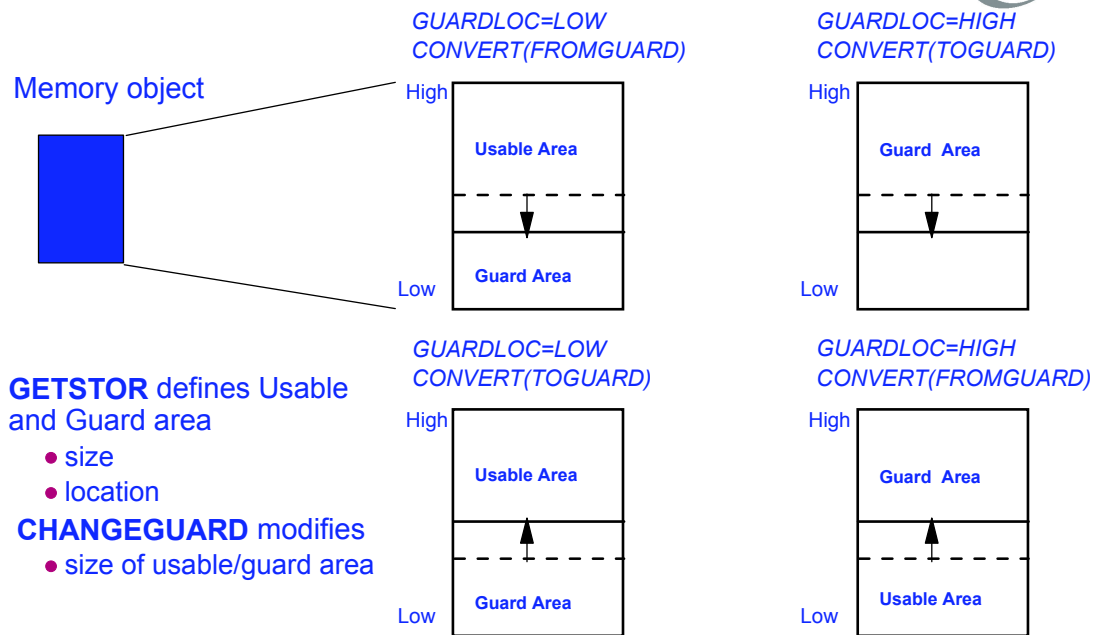 GUARDLOC=LOW
CONVERT(FROMGUARD)
GUARDLOC=HIGH
CONVERT(TOGUARD)
Memory object
High
Usable Area
Guard Area
Low
High
Guard Area
Low
GETSTOR defines Usable
and Guard area
• size
• location
CHANGEGUARD modifies
• size of usable/guard area
GUARDLOC=LOW
CONVERT(TOGUARD)
High
Usable Area
Guard Area
Low
GUARDLOC=HIGH
CONVERT(FROMGUARD)
High
Guard Area
Usable Area
Low